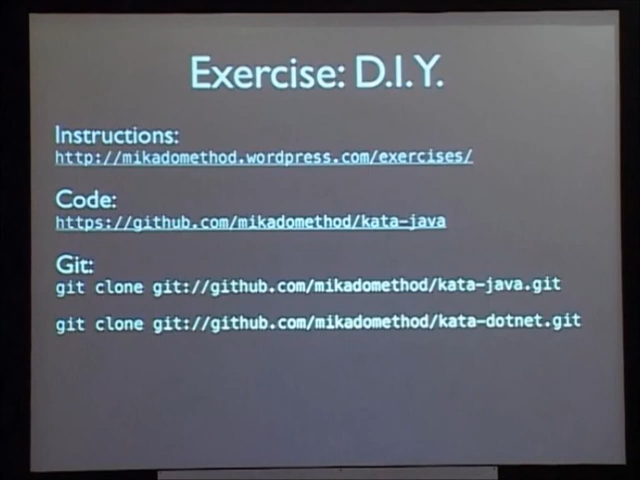 Exercise: D.I.Y.
Instructions:
http://mikadomethod.wordpress.com/exercises/
Code:
https://github.com/mikadomethod/kata-java
Git:
git clone git://github.com/mikadomethod/kata-java.git
git clone git://github.com/mikadomethod/kata-dotnet.git